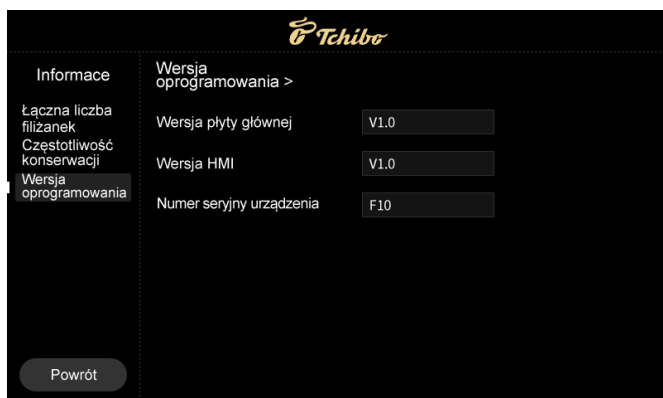 Tchibo
Informace
Łączna liczba
filiżanek
Częstotliwość
konserwacji
Wersja
oprogramowania
Powrót
Wersja
oprogramowania >
Wersja płyty głównej
V1.0
Wersja HMI
V1.0
Numer seryjny urządzenia
F10